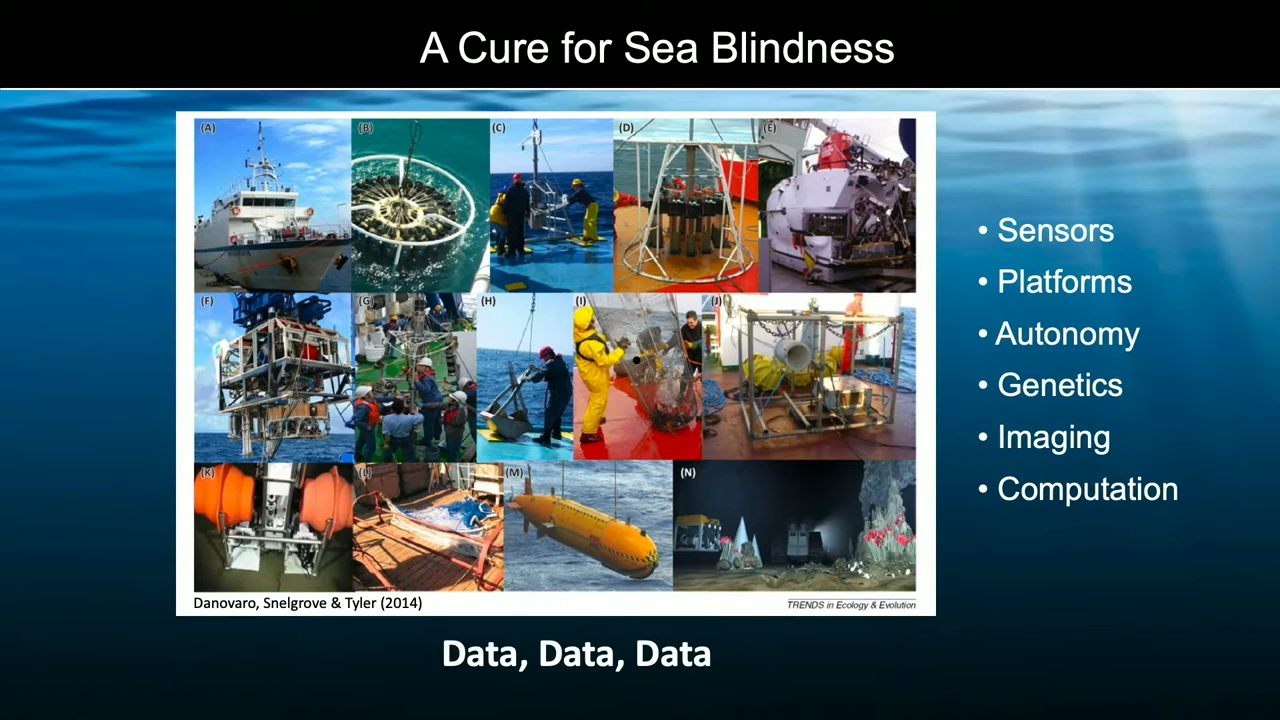 A Cure for Sea Blindness
(A)
(B)
(C)
(D)
(E)
(F)
(G)
(H)
(I)
(J)
(K)
(L)
(M)
(N)
Danovaro, Snelgrove & Tyler (2014)
TRENDS in Ecology & Evolution
• Sensors
• Platforms
• Autonomy
• Genetics
• Imaging
• Computation
Data, Data, Data